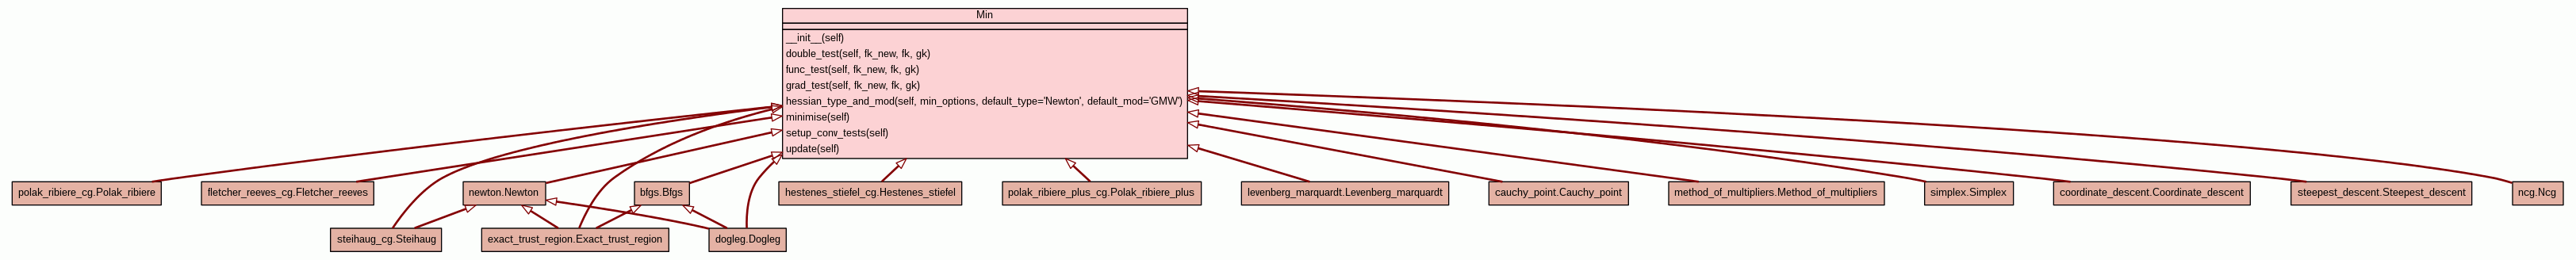 Min
__init__(self)
double_test(self, fk_new, fk, gk)
func_test(self, fk_new, fk, gk)
grad_test(self, fk_new, fk, gk)
hessian_type_and_mod(self, min_options, default_type='Newton', default_mod='GMW')
minimise(self)
setup_conv_tests(self)
update(self)
polak_ribiere_cg.Polak_ribiere
fletcher_reeves_cg.Fletcher_reeves
newton.Newton
bfgs.Bfgs
hestenes_stiefel_cg.Hestenes_stiefel
polak_ribiere_plus_cg.Polak_ribiere_plus
levenberg_marquardt.Levenberg_marquardt
cauchy_point.Cauchy_point
method_of_multipliers.Method_of_multipliers
simplex.Simplex
coordinate_descent.Coordinate_descent
steepest_descent.Steepest_descent
ncg.Ncg
steihaug_cg.Steihaug
exact_trust_region.Exact_trust_region
dogleg.Dogleg